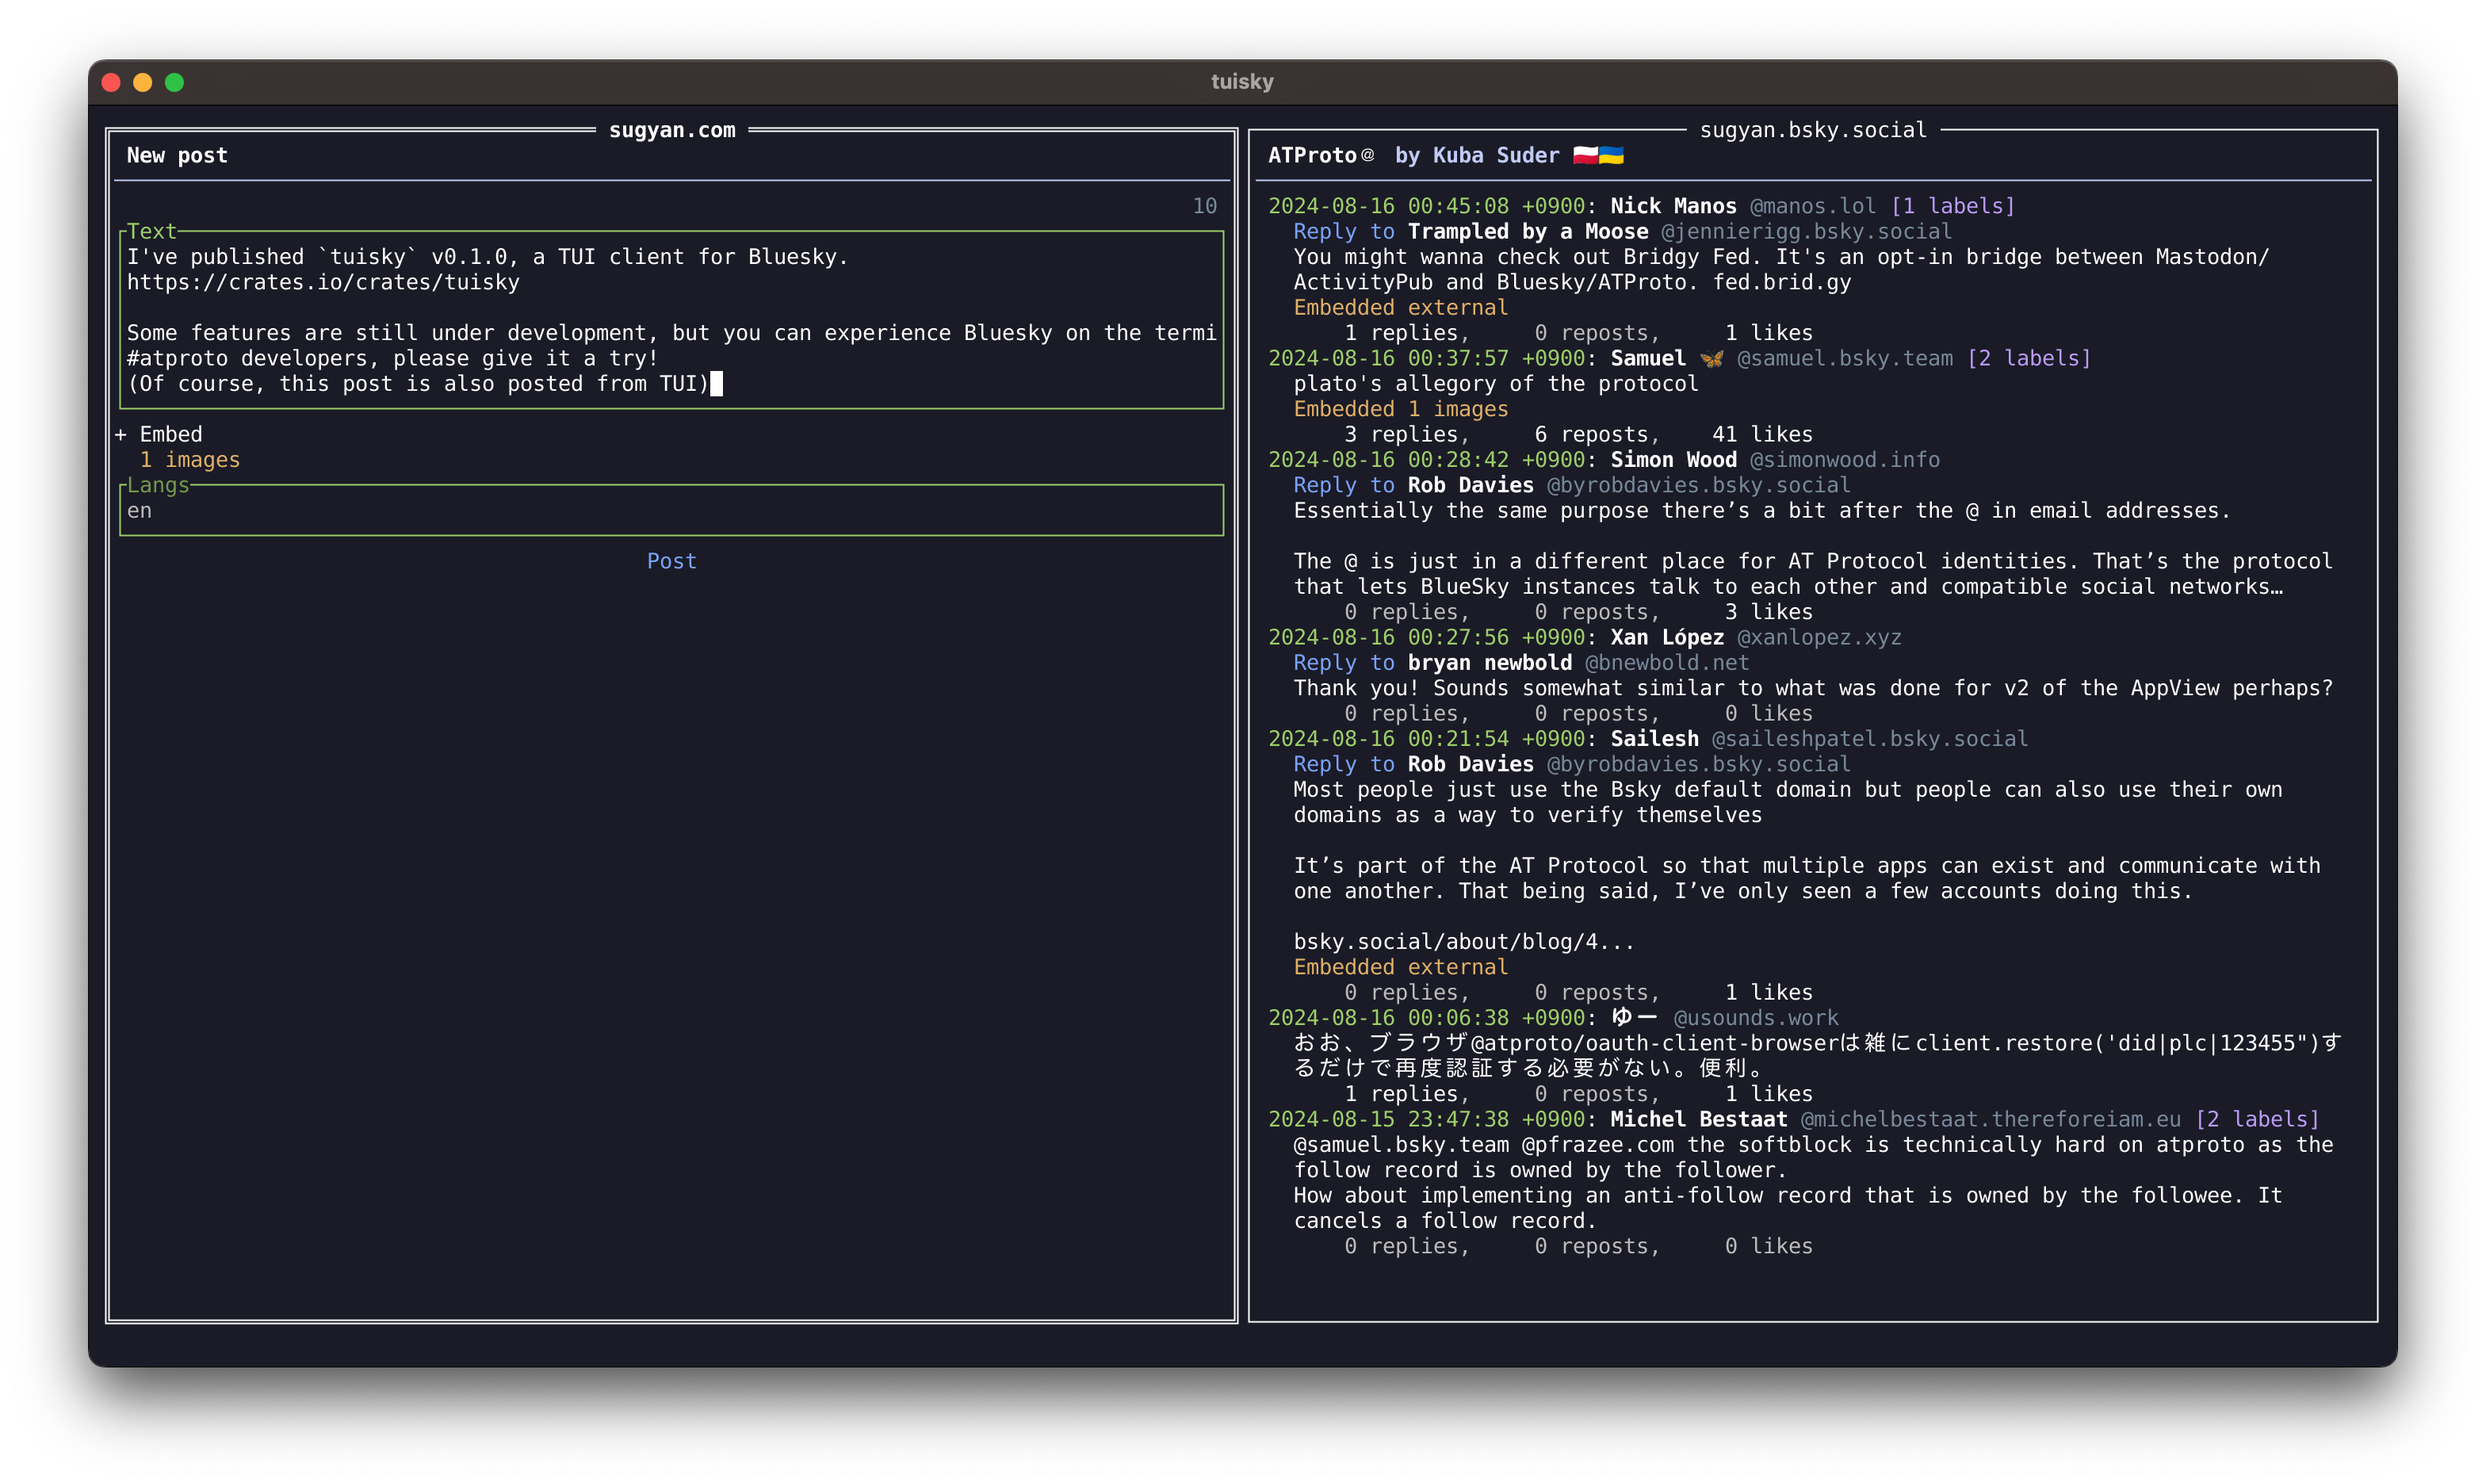 tuisky
sugyan.com
New post
10
Text
I've published `tuisky` v0.1.0, a TUI client for Bluesky.
https://crates.io/crates/tuisky
Some features are still under development, but you can experience Bluesky on the termi
#atproto developers, please give it a try!
(Of course, this post is also posted from TUI)
+ Embed
1 images
Langs
en
Post
sugyan.bsky.social
ATProto@ by Kuba Suder 🇵🇱🇺🇦
2024-08-16 00:45:08 +0900: Nick Manos @manos.lol [1 labels]
Reply to Trampled by a Moose @jennierigg.bsky.social
You might wanna check out Bridgy Fed. It's an opt-in bridge between Mastodon/
ActivityPub and Bluesky/ATProto. fed.brid.gy
Embedded external
1 replies, 0 reposts, 1 likes
2024-08-16 00:37:57 +0900: Samuel 🦋 @samuel.bsky.team [2 labels]
plato's allegory of the protocol
Embedded 1 images
3 replies, 6 reposts, 41 likes
2024-08-16 00:28:42 +0900: Simon Wood @simonwood.info
Reply to Rob Davies @byrobdavies.bsky.social
Essentially the same purpose there’s a bit after the @ in email addresses.
The @ is just in a different place for AT Protocol identities. That’s the protocol
that lets BlueSky instances talk to each other and compatible social networks…
0 replies, 0 reposts, 3 likes
2024-08-16 00:27:56 +0900: Xan López @xanlopez.xyz
Reply to bryan newbold @bnewbold.net
Thank you! Sounds somewhat similar to what was done for v2 of the AppView perhaps?
0 replies, 0 reposts, 0 likes
2024-08-16 00:21:54 +0900: Sailesh @saileshpatel.bsky.social
Reply to Rob Davies @byrobdavies.bsky.social
Most people just use the Bsky default domain but people can also use their own
domains as a way to verify themselves
It’s part of the AT Protocol so that multiple apps can exist and communicate with
one another. That being said, I’ve only seen a few accounts doing this.
bsky.social/about/blog/4...
Embedded external
0 replies, 0 reposts, 1 likes
2024-08-16 00:06:38 +0900: ゆー @usounds.work
おお、ブラウザ@atproto/oauth-client-browserは雑にclient.restore('did|plc|123455")す
るだけで再度認証する必要がない。便利。
1 replies, 0 reposts, 1 likes
2024-08-15 23:47:38 +0900: Michel Bestaat @michelbestaat.thereforeiam.eu [2 labels]
@samuel.bsky.team @pfrazee.com the softblock is technically hard on atproto as the
follow record is owned by the follower.
How about implementing an anti-follow record that is owned by the followee. It
cancels a follow record.
0 replies, 0 reposts, 0 likes